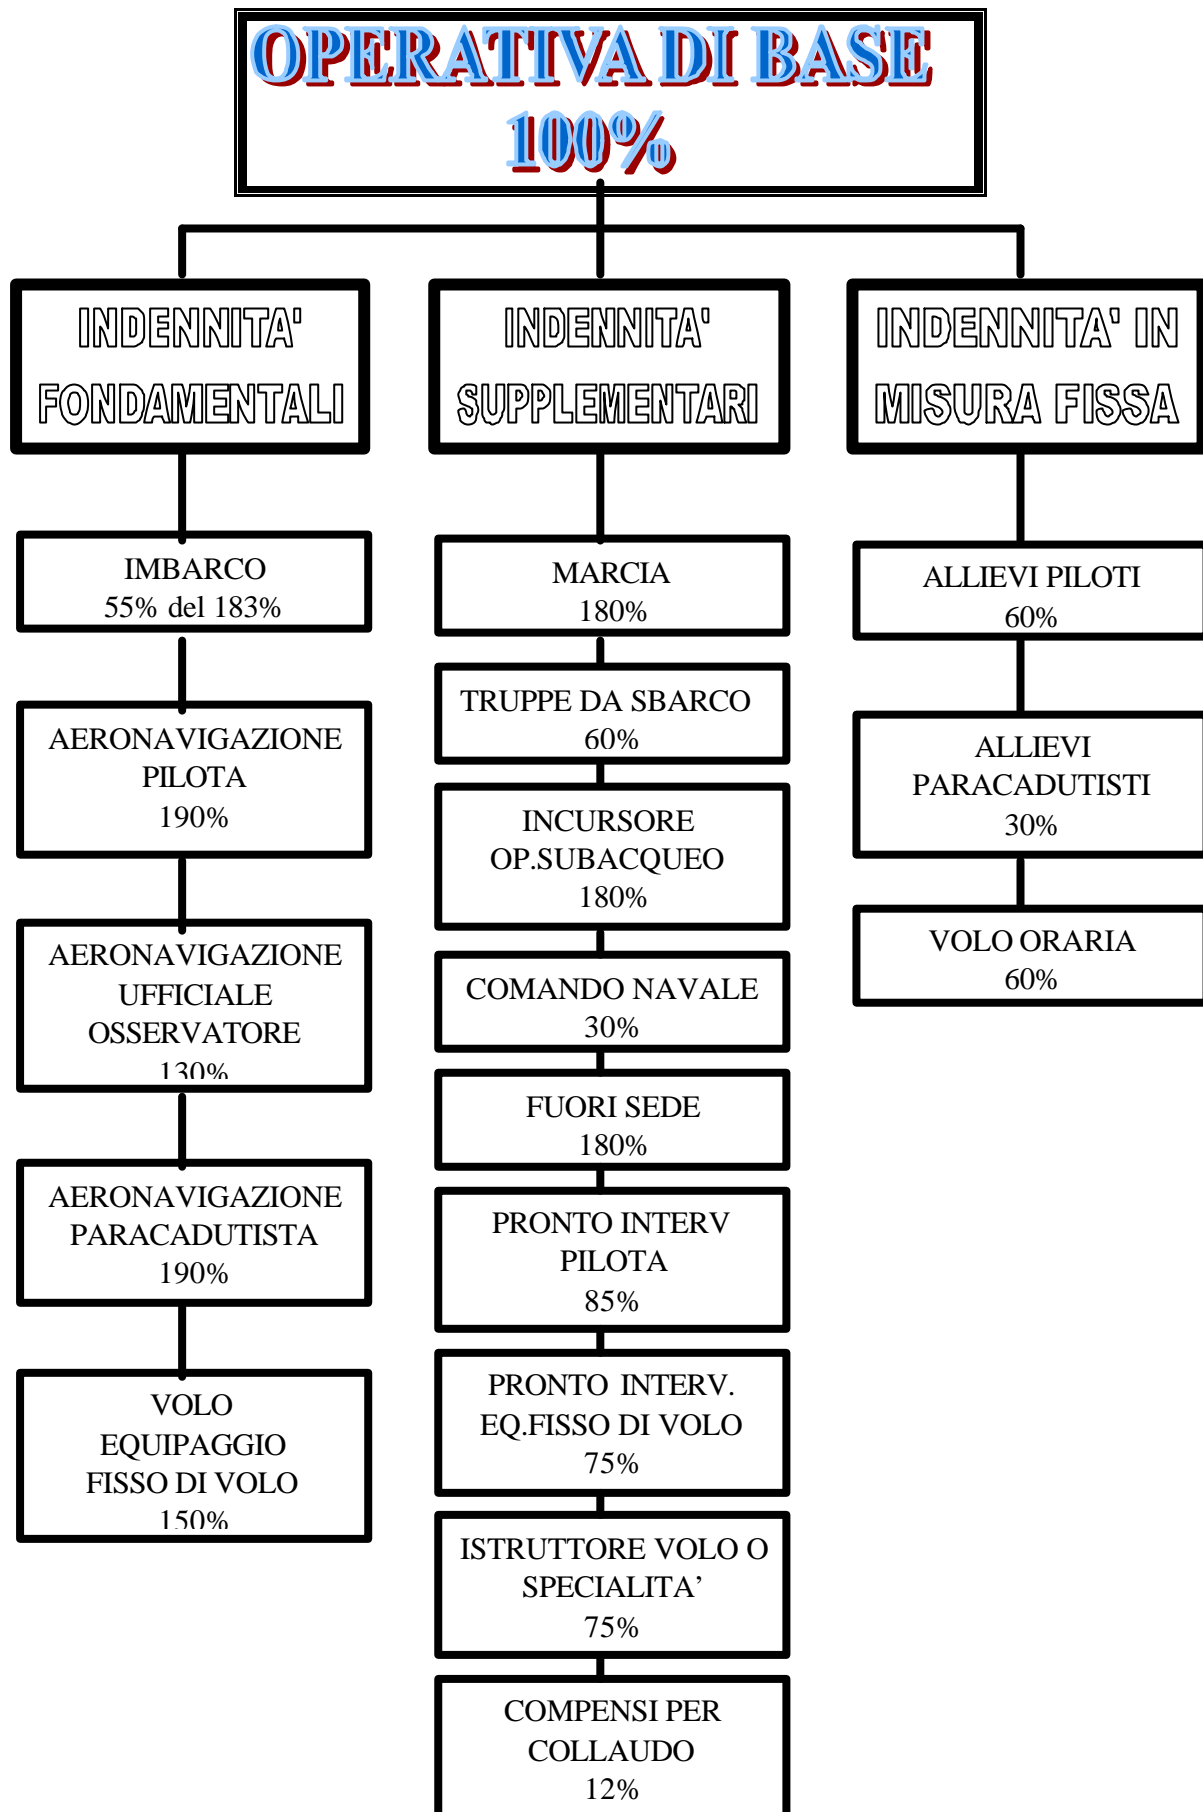 OPERATIVA DI BASE
100%
INDENNITA'
FONDAMENTALI
IMBARCO
55% del 183%
AERONAVIGAZIONE
PILOTA
190%
AERONAVIGAZIONE
UFFICIALE
OSSERVATORE
130%
AERONAVIGAZIONE
PARACADUTISTA
190%
VOLO
EQUIPAGGIO
FISSO DI VOLO
150%
INDENNITA'
SUPPLEMENTARI
MARCIA
180%
TRUPPE DA SBARCO
60%
INCURSORE
OP.SUBACQUEO
180%
COMANDO NAVALE
30%
FUORI SEDE
180%
PRONTO INTERV
PILOTA
85%
PRONTO INTERV.
EQ.FISSO DI VOLO
75%
ISTRUTTORE VOLO O
SPECIALITA’
75%
COMPENSI PER
COLLAUDO
12%
INDENNITA' IN
MISURA FISSA
ALLIEVI PILOTI
60%
ALLIEVI
PARACADUTISTI
30%
VOLO ORARIA
60%